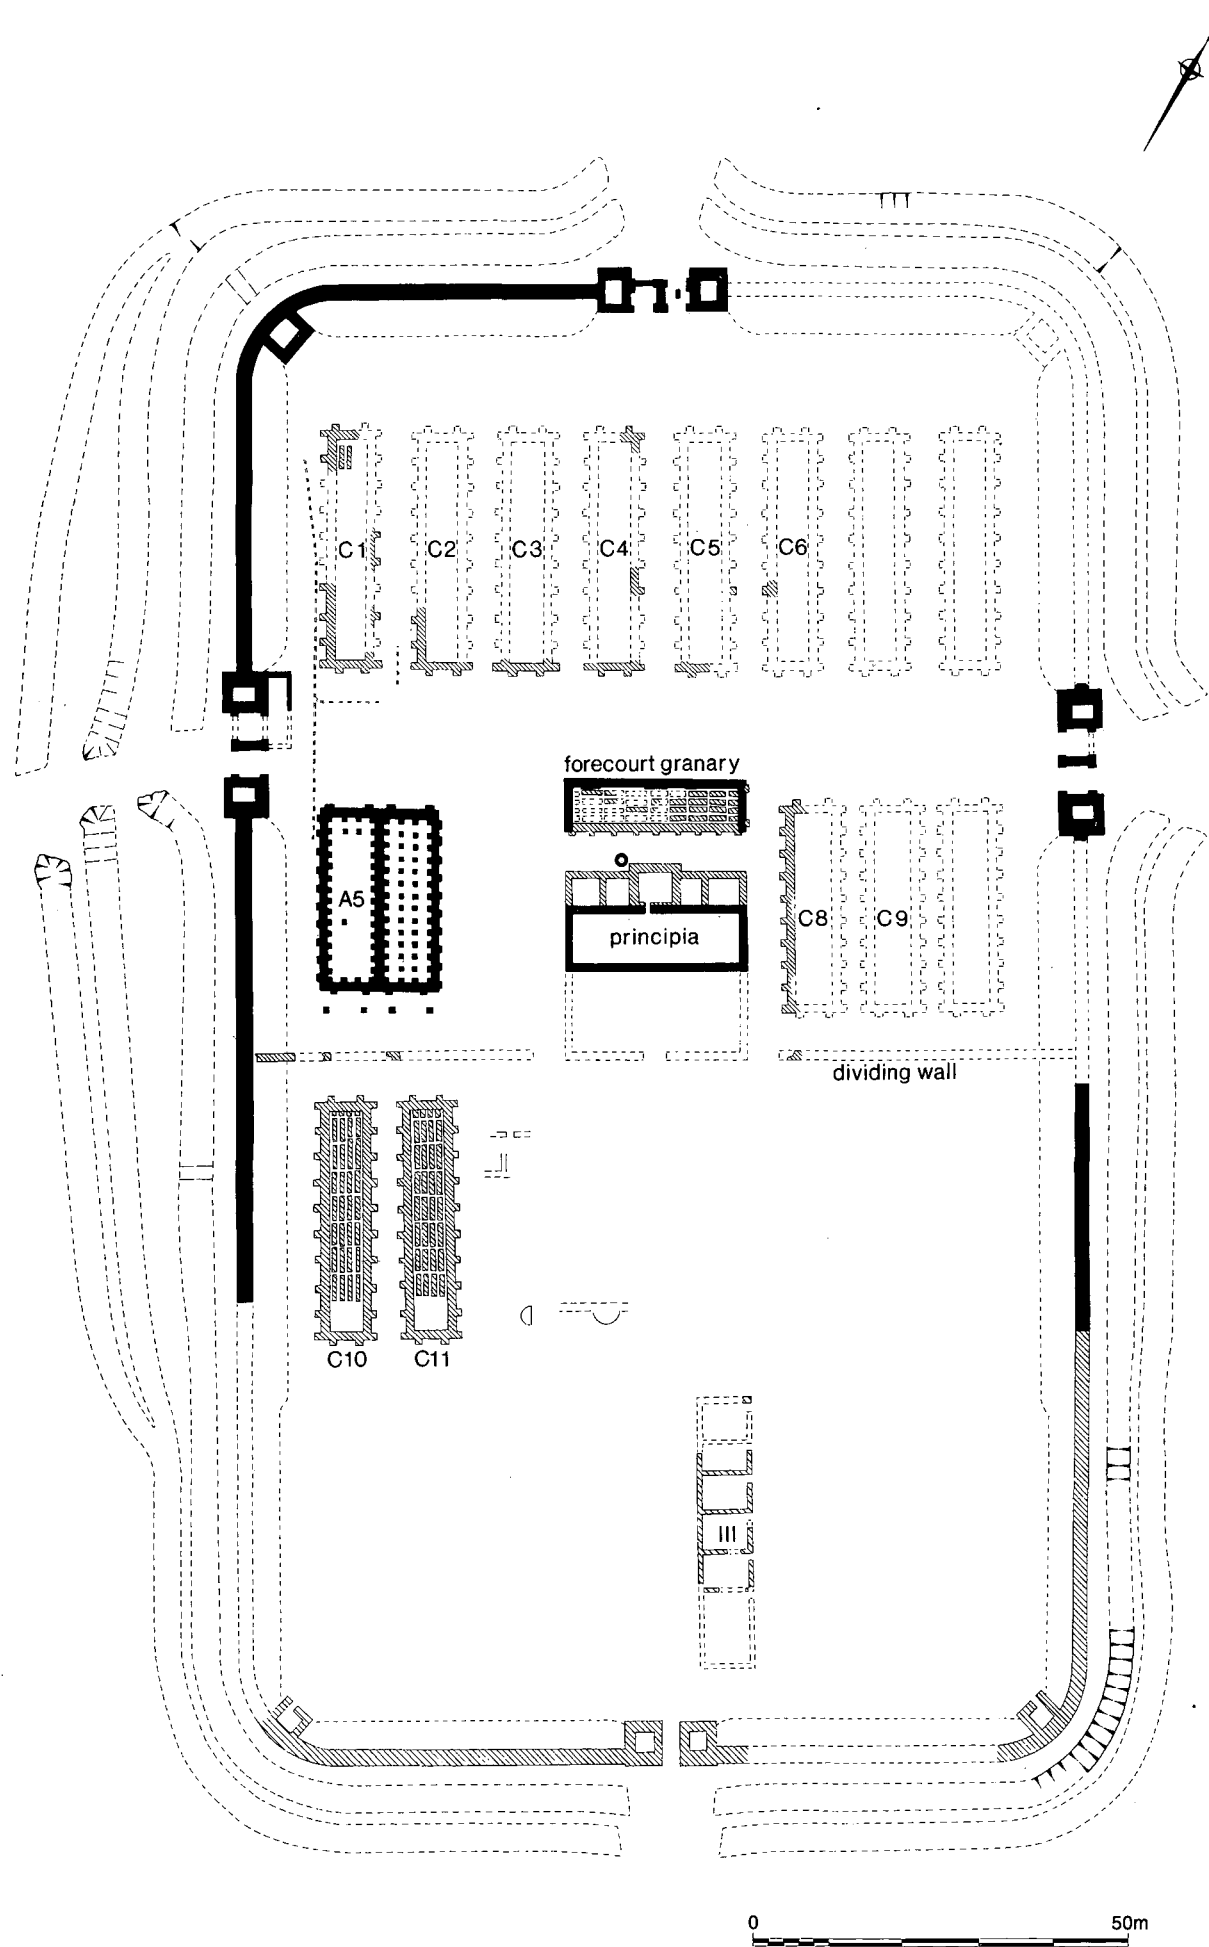 C1 C2 C3 C4 C5 C6
forecourt granary
A5
C8 C9
principia
dividing wall
C10 C11
III
0 50m